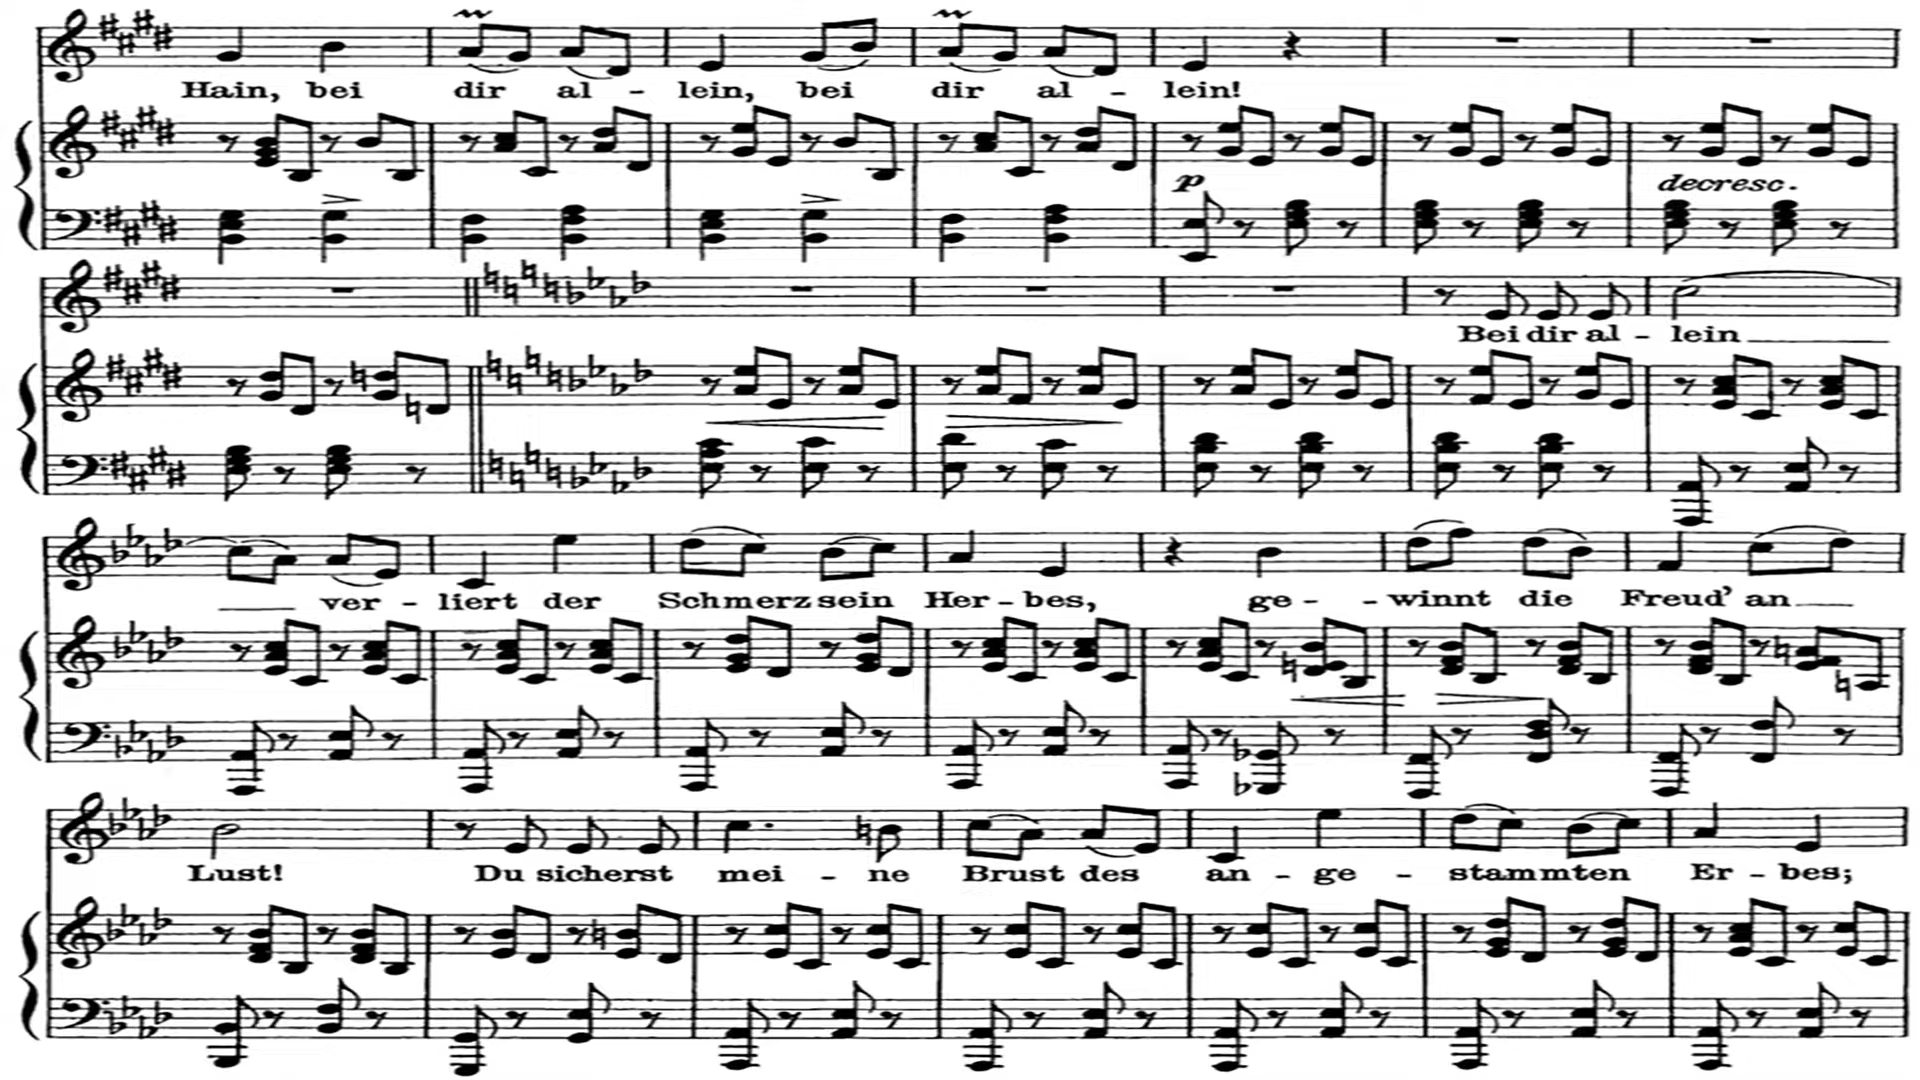 Hain, bei dir al - lein, bei dir al - lein!
p decresc.
Bei dir al - lein
ver - liert der Schmerz sein Her - bes, ge - winnt die Freud' an
Lust! Du sicherst mei - ne Brust des an - ge - stammten Er - bes;